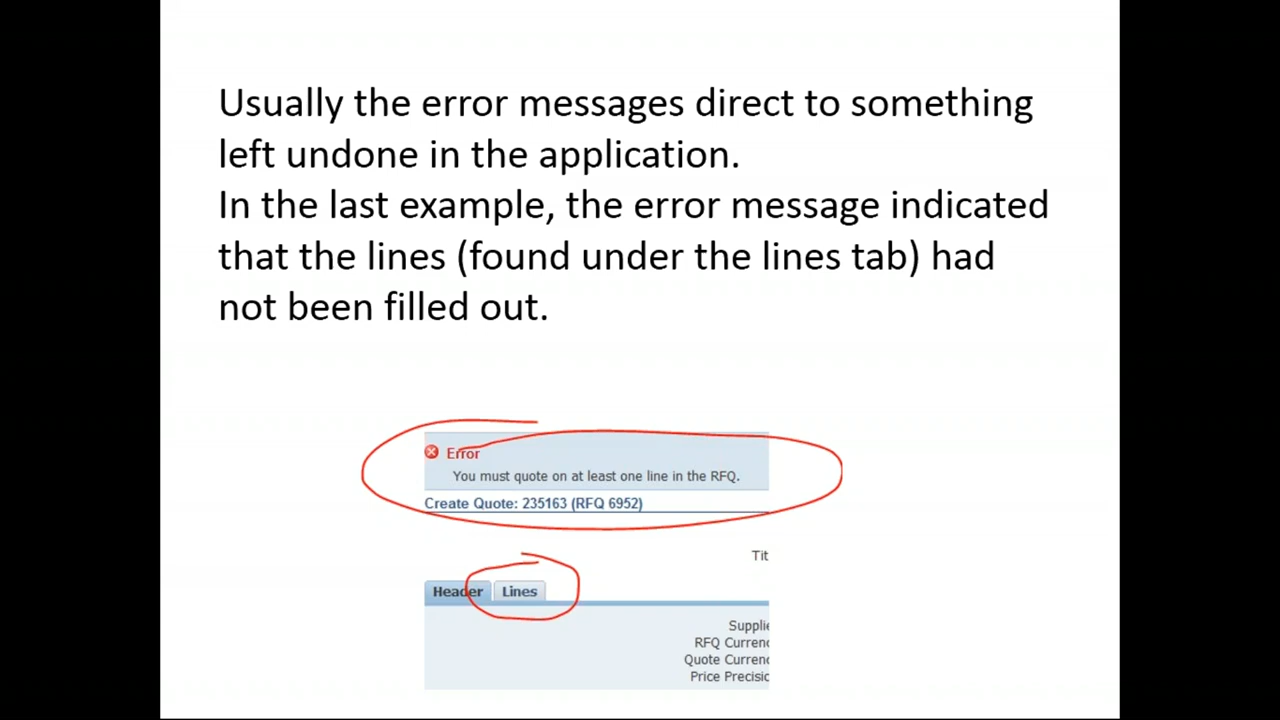 Usually the error messages direct to something
left undone in the application.
In the last example, the error message indicated
that the lines (found under the lines tab) had
not been filled out.
Error
You must quote on at least one line in the RFQ.
Create Quote: 235163 (RFQ 6952)
Tit
Header Lines
Supplie
RFQ Currenc
Quote Currenc
Price Precisic